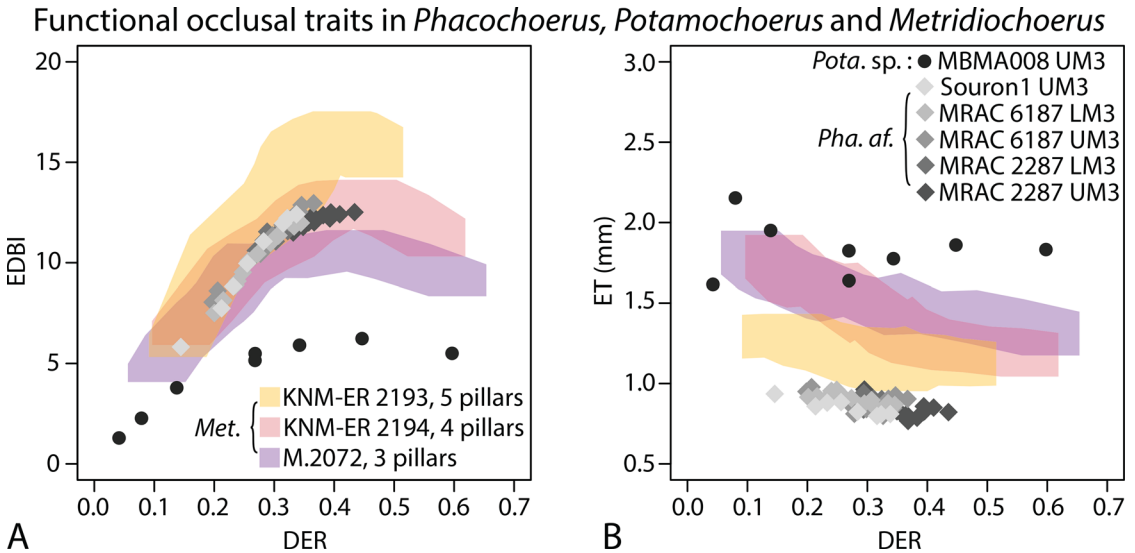 Functional occlusal traits in Phacochoerus, Potamochoerus and Metridiochoerus
20
15
10
5
0
EDBI
0.0 0.1 0.2 0.3 0.4 0.5 0.6 0.7
DER
A
Met.
KNM-ER 2193, 5 pillars
KNM-ER 2194, 4 pillars
M.2072, 3 pillars
3.0
2.5
2.0
1.5
1.0
0.5
ET (mm)
0.0 0.1 0.2 0.3 0.4 0.5 0.6 0.7
DER
B
Pota. sp. : MBMA008 UM3
Pha. af.
Souron1 UM3
MRAC 6187 LM3
MRAC 6187 UM3
MRAC 2287 LM3
MRAC 2287 UM3